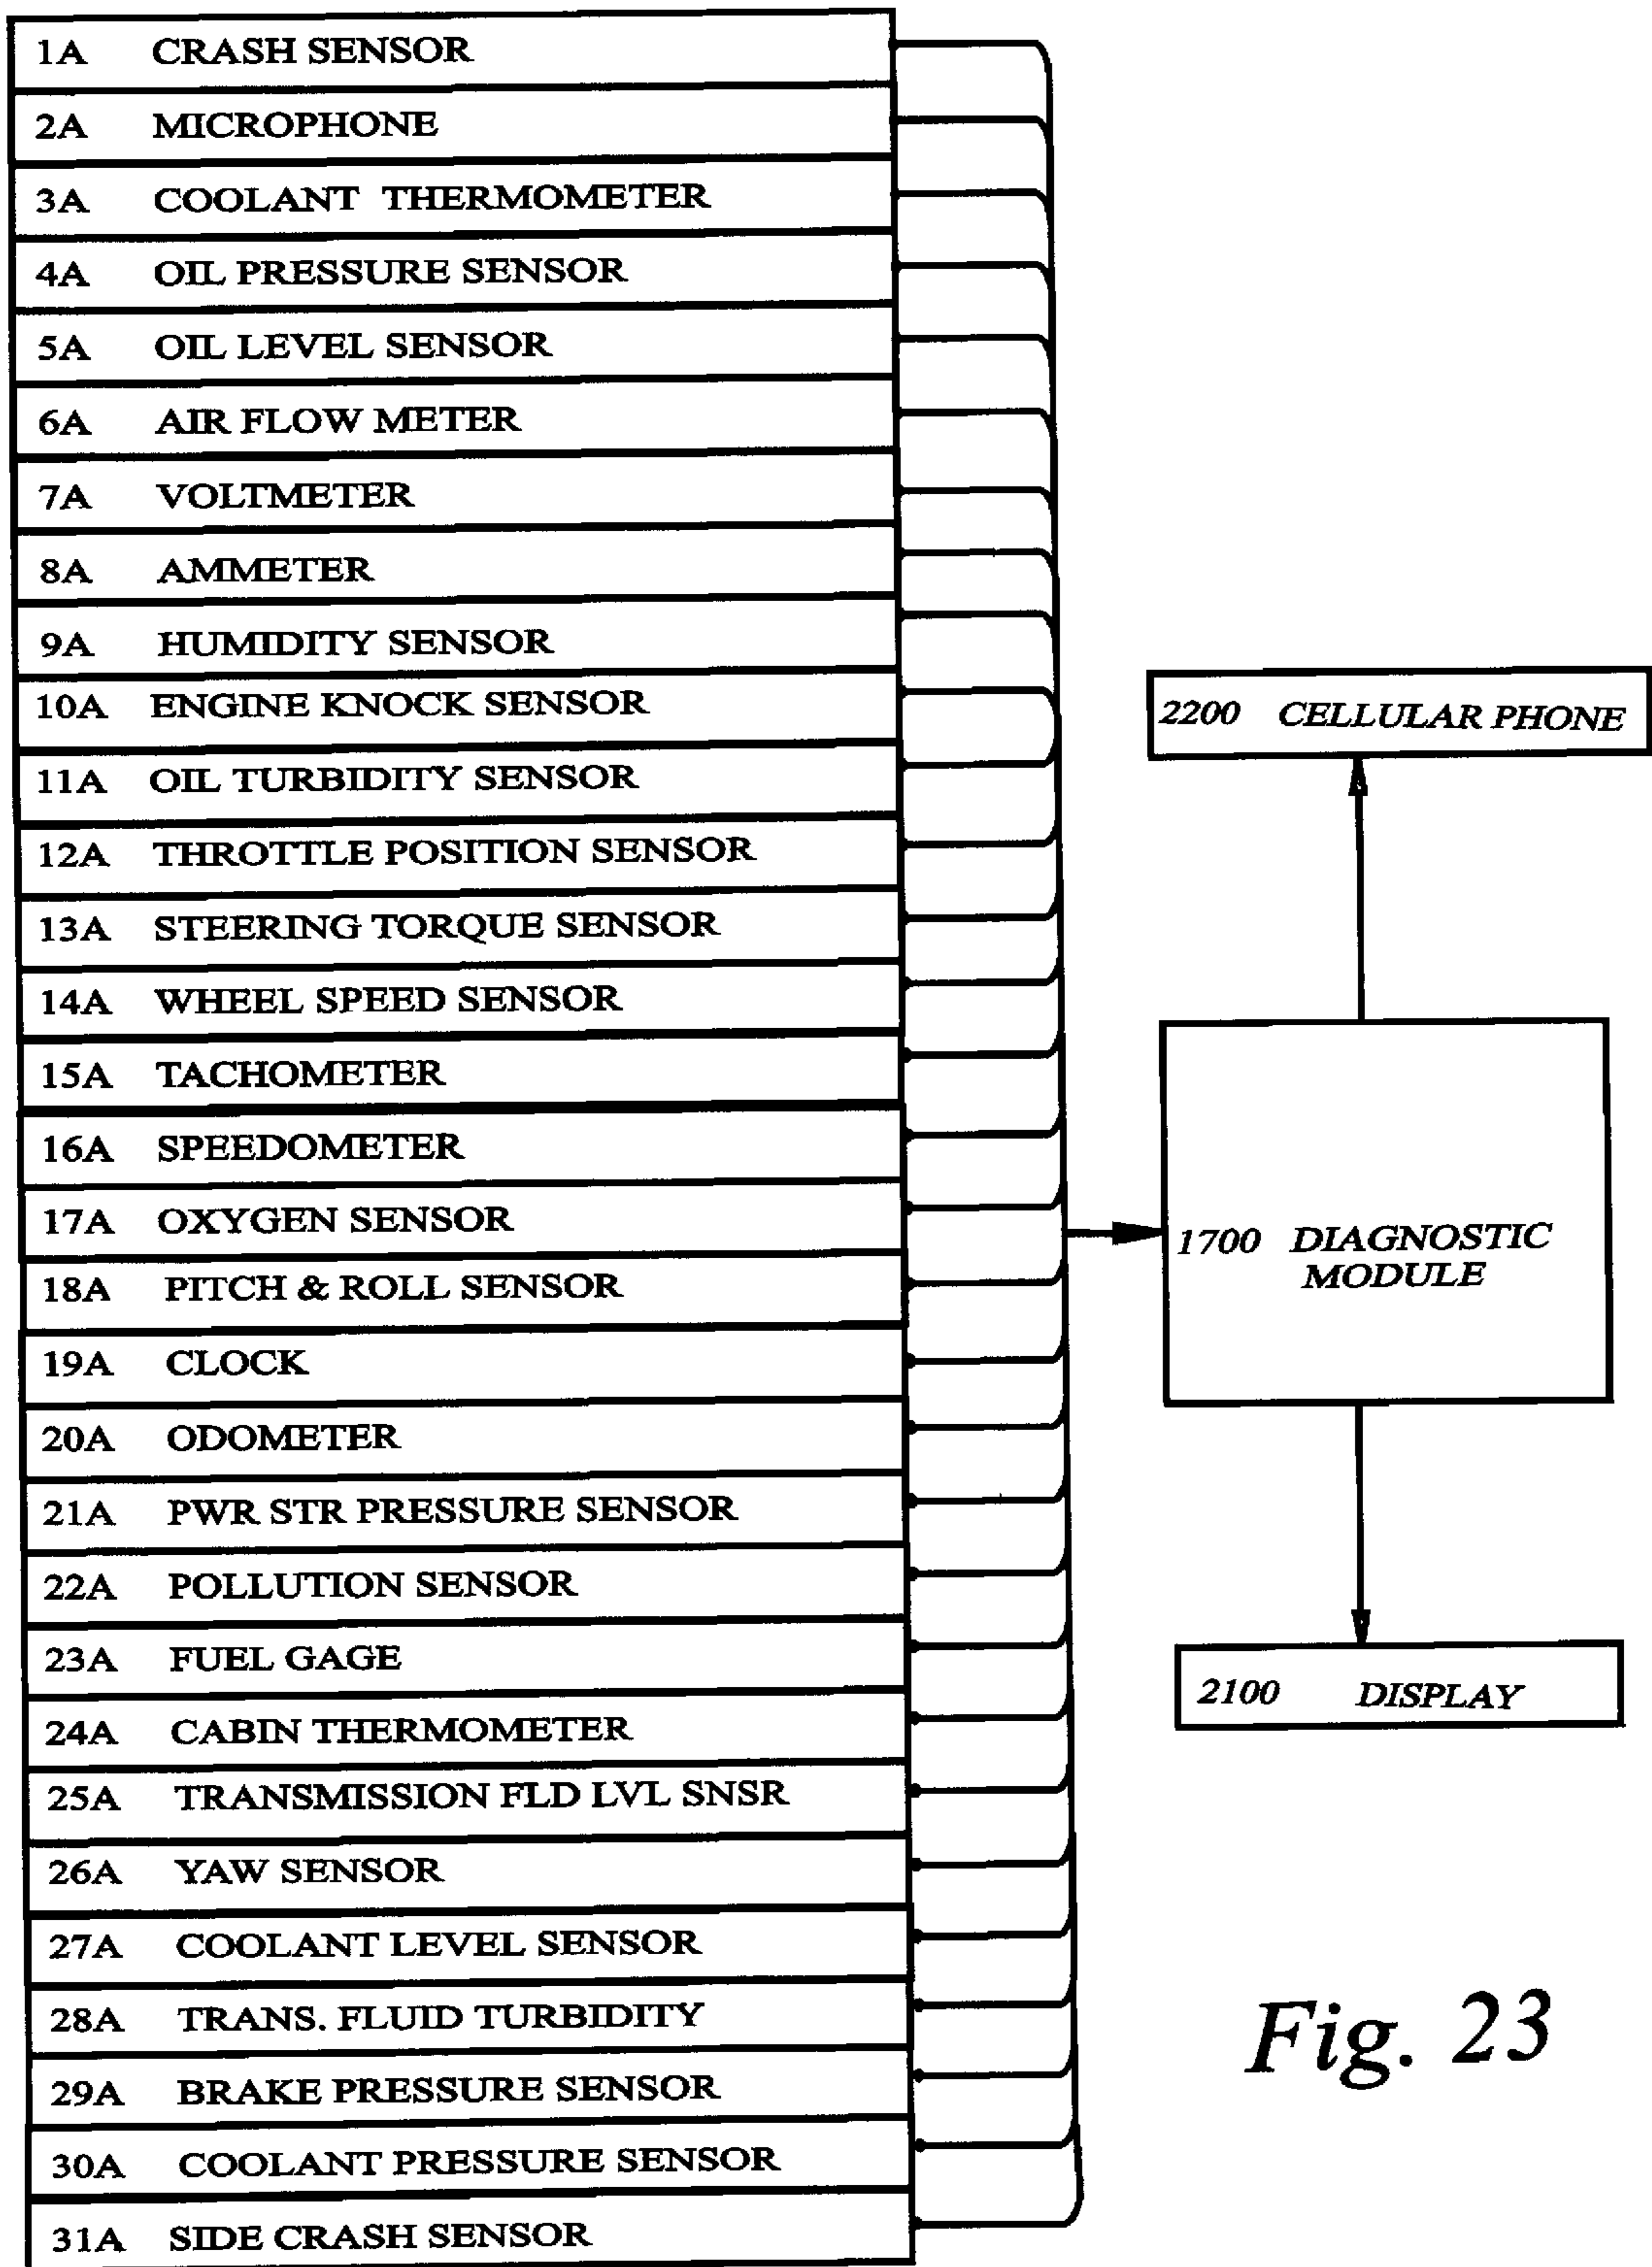 1A CRASH SENSOR
2A MICROPHONE
3A COOLANT THERMOMETER
4A OIL PRESSURE SENSOR
5A OIL LEVEL SENSOR
6A AIR FLOW METER
7A VOLTMETER
8A AMMETER
9A HUMIDITY SENSOR
10A ENGINE KNOCK SENSOR
11A OIL TURBIDITY SENSOR
12A THROTTLE POSITION SENSOR
13A STEERING TORQUE SENSOR
14A WHEEL SPEED SENSOR
15A TACHOMETER
16A SPEEDOMETER
17A OXYGEN SENSOR
18A PITCH & ROLL SENSOR
19A CLOCK
20A ODOMETER
21A PWR STR PRESSURE SENSOR
22A POLLUTION SENSOR
23A FUEL GAGE
24A CABIN THERMOMETER
25A TRANSMISSION FLD LVL SNSR
26A YAW SENSOR
27A COOLANT LEVEL SENSOR
28A TRANS. FLUID TURBIDITY
29A BRAKE PRESSURE SENSOR
30A COOLANT PRESSURE SENSOR
31A SIDE CRASH SENSOR
2200 CELLULAR PHONE
1700 DIAGNOSTIC
MODULE
2100 DISPLAY
Fig. 23